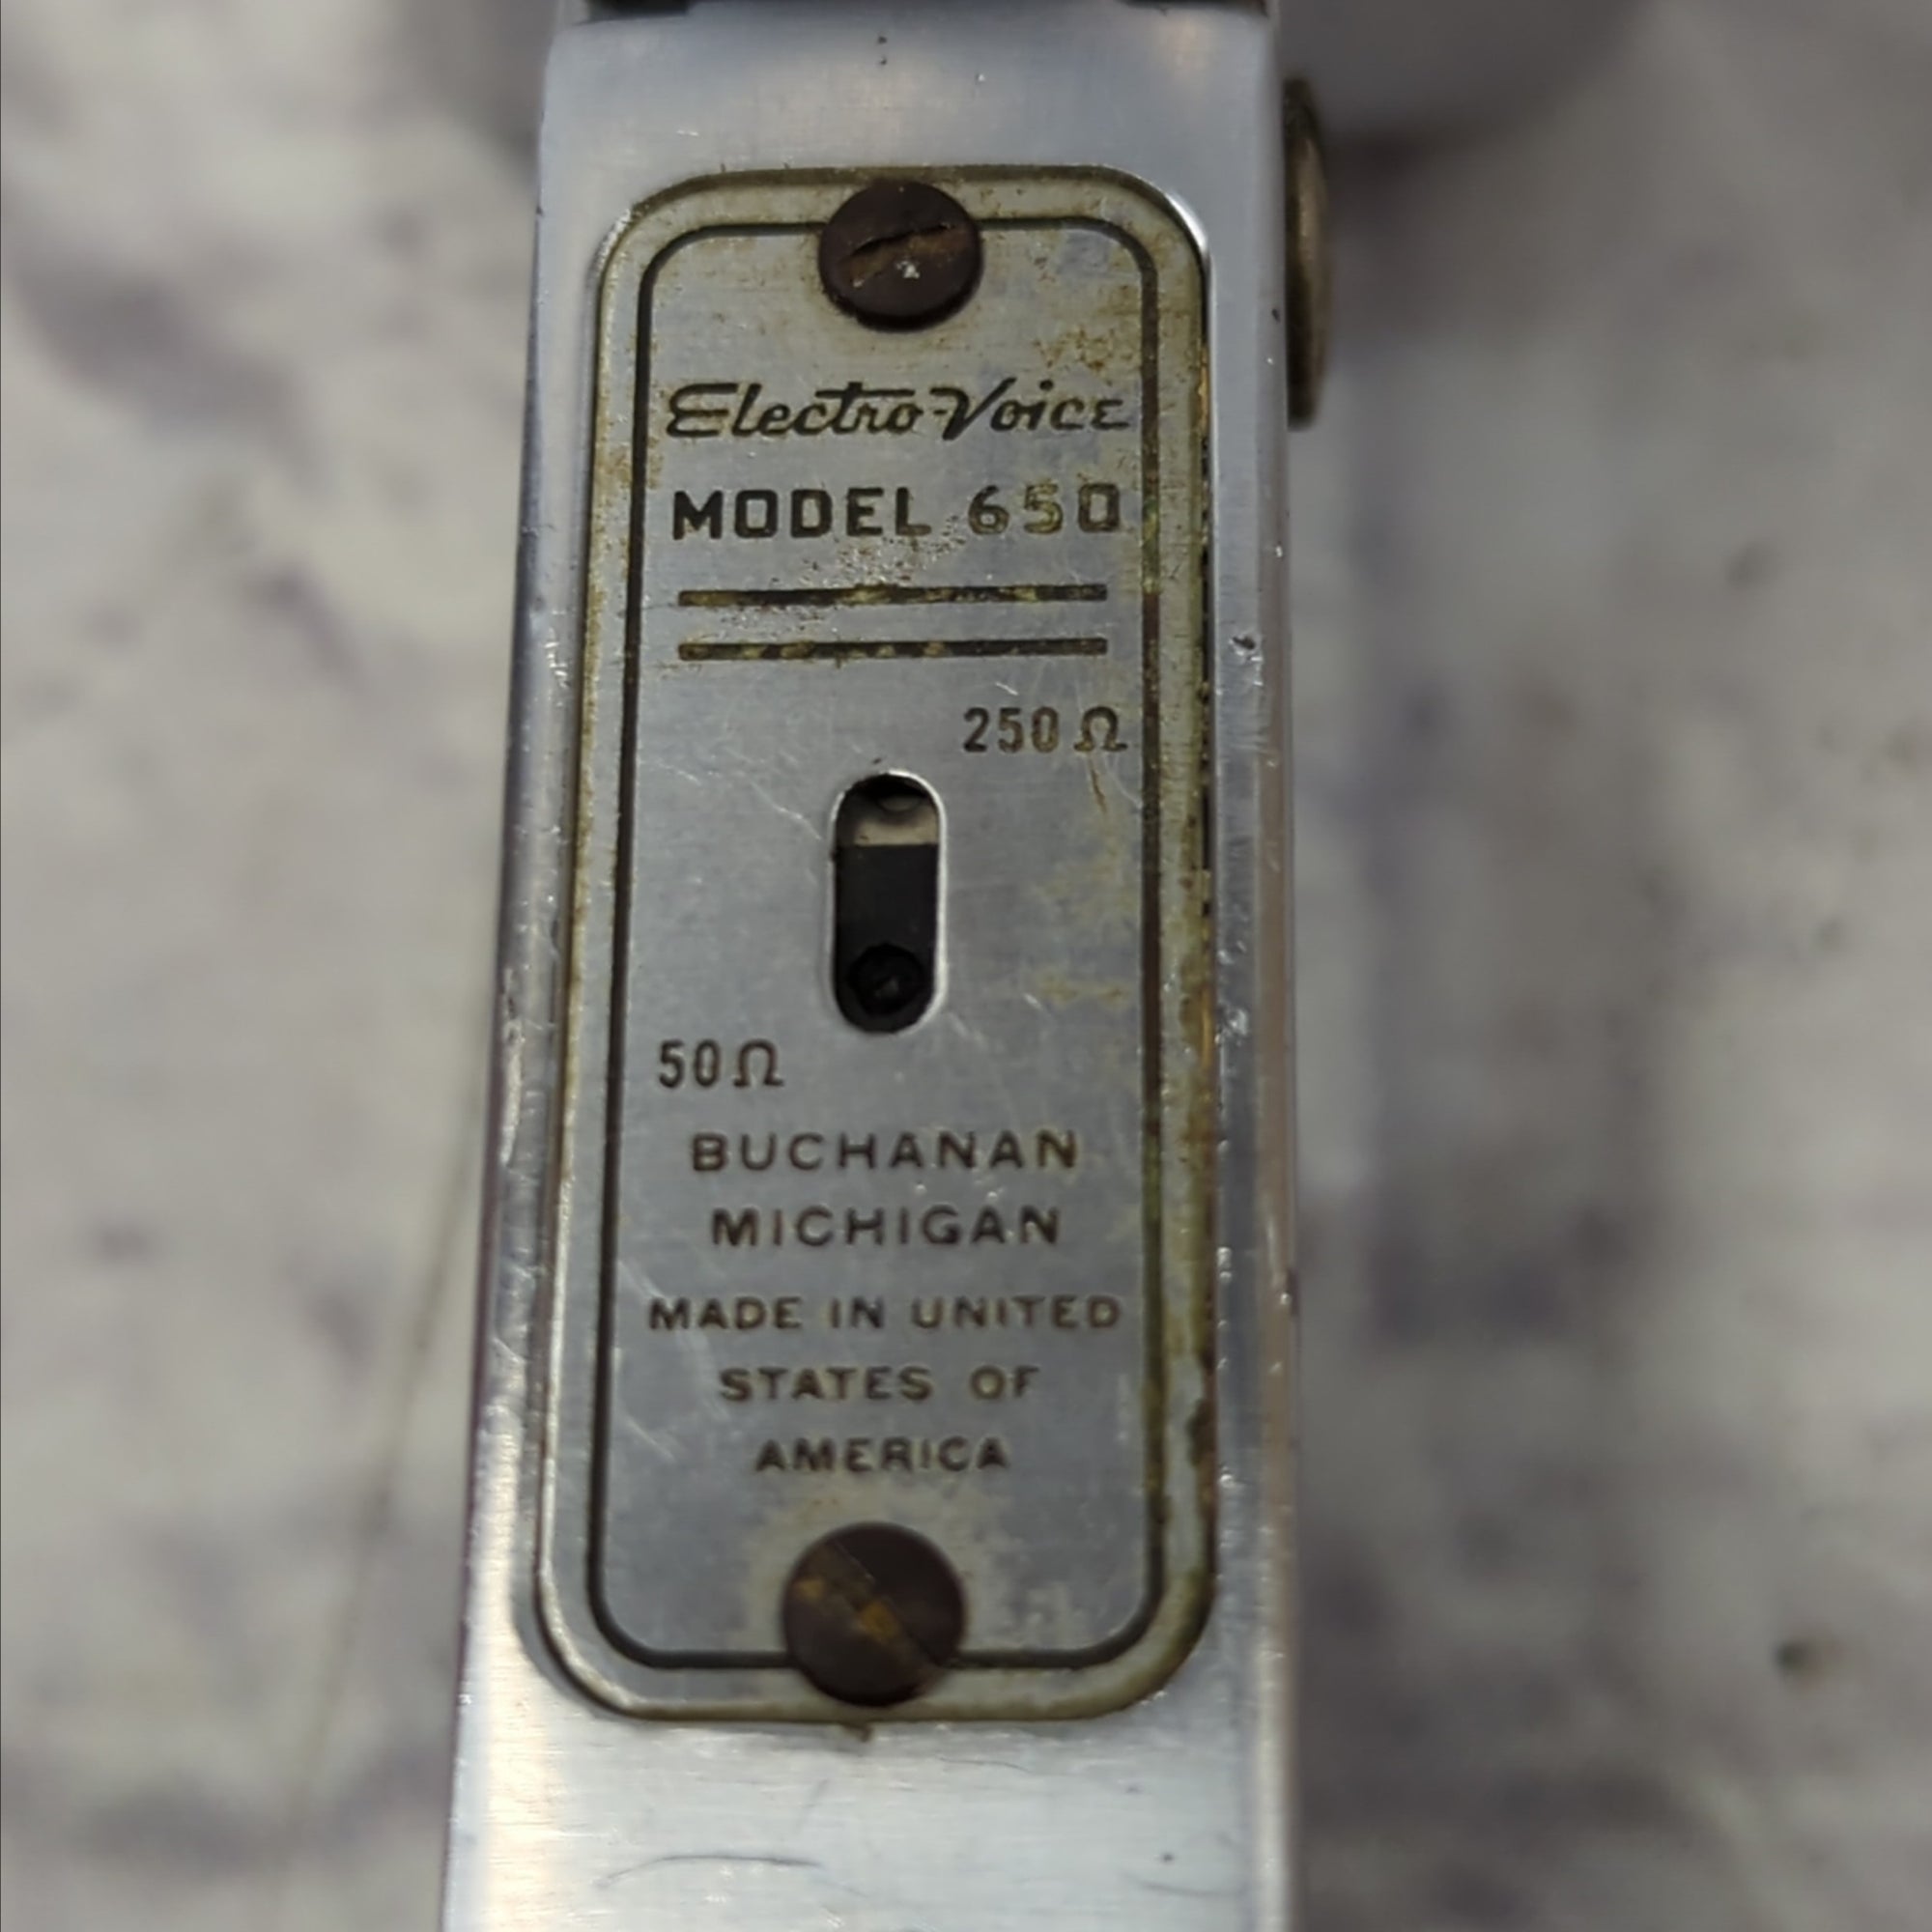 Electro-Voice
MODEL 650
250 Ω
50 Ω
BUCHANAN
MICHIGAN
MADE IN UNITED
STATES OF
AMERICA